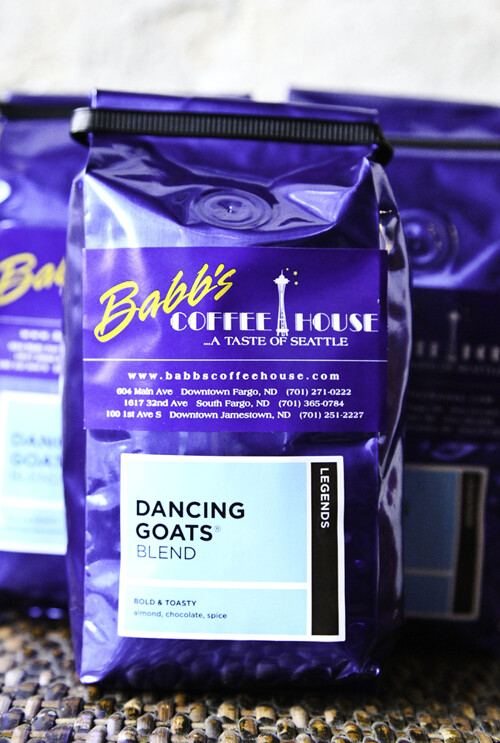 Babb's
COFFEE HOUSE
...A TASTE OF SEATTLE
www.babbscoffeehouse.com
604 Main Ave Downtown Fargo, ND (701) 271-0222
1617 32nd Ave South Fargo, ND (701) 365-0784
100 1st Ave S Downtown Jamestown, ND (701) 251-2227
LEGENDS
DANCING
GOATS®
BLEND
BOLD & TOASTY
almond, chocolate, spice